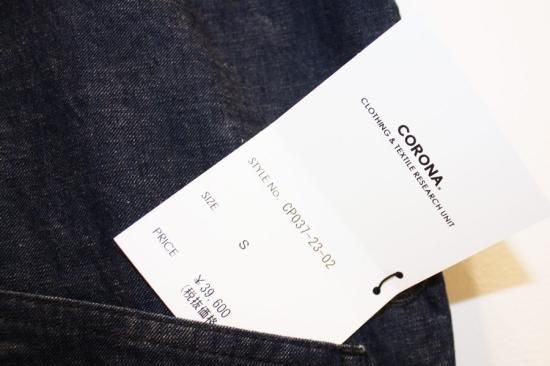 CORONA.
CLOTHING & TEXTILE RESEARCH UNIT
STYLE No. CP037-23-02
SIZE S
PRICE ¥39,600
(税抜価格